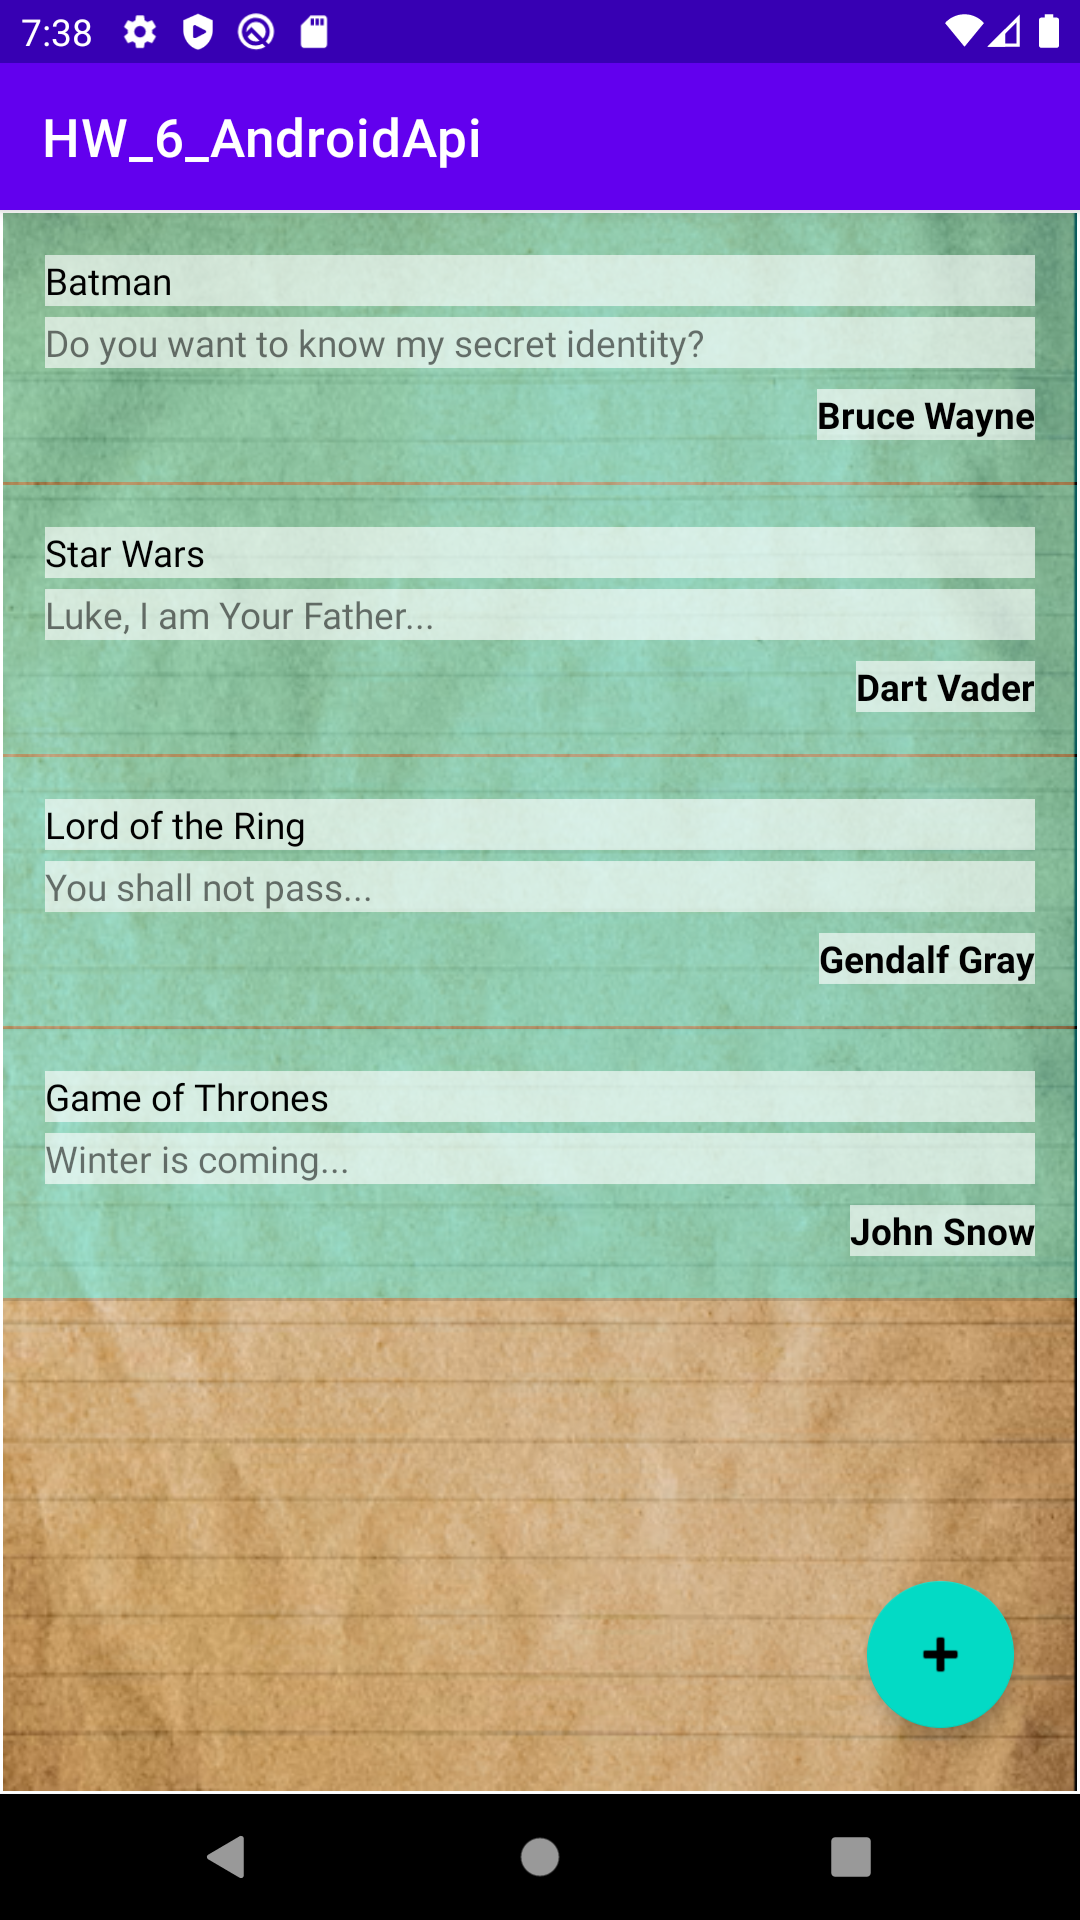 7:38
HW_6_AndroidApi
Batman
Do you want to know my secret identity?
Bruce Wayne
Star Wars
Luke, I am Your Father...
Dart Vader
Lord of the Ring
You shall not pass...
Gendalf Gray
Game of Thrones
Winter is coming...
John Snow